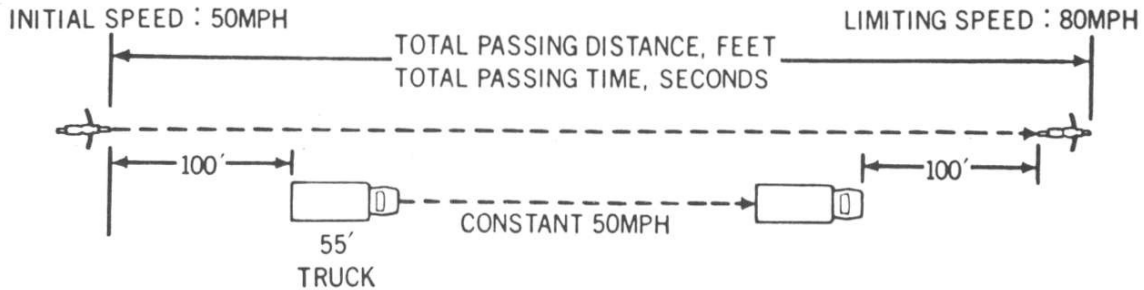 INITIAL SPEED : 50MPH
LIMITING SPEED : 80MPH
TOTAL PASSING DISTANCE, FEET
TOTAL PASSING TIME, SECONDS
100′
100′
CONSTANT 50MPH
55′
TRUCK